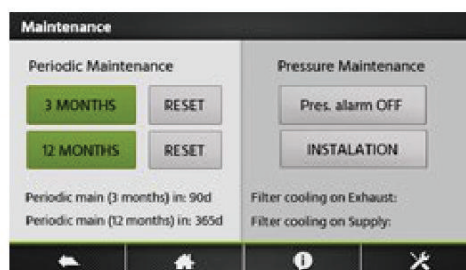 Maintenance
Periodic Maintenance
3 MONTHS RESET
12 MONTHS RESET
Periodic main (3 months) in: 90d
Periodic main (12 months) in: 365d
Pressure Maintenance
Pres. alarm OFF
INSTALATION
Filter cooling on Exhaust:
Filter cooling on Supply: